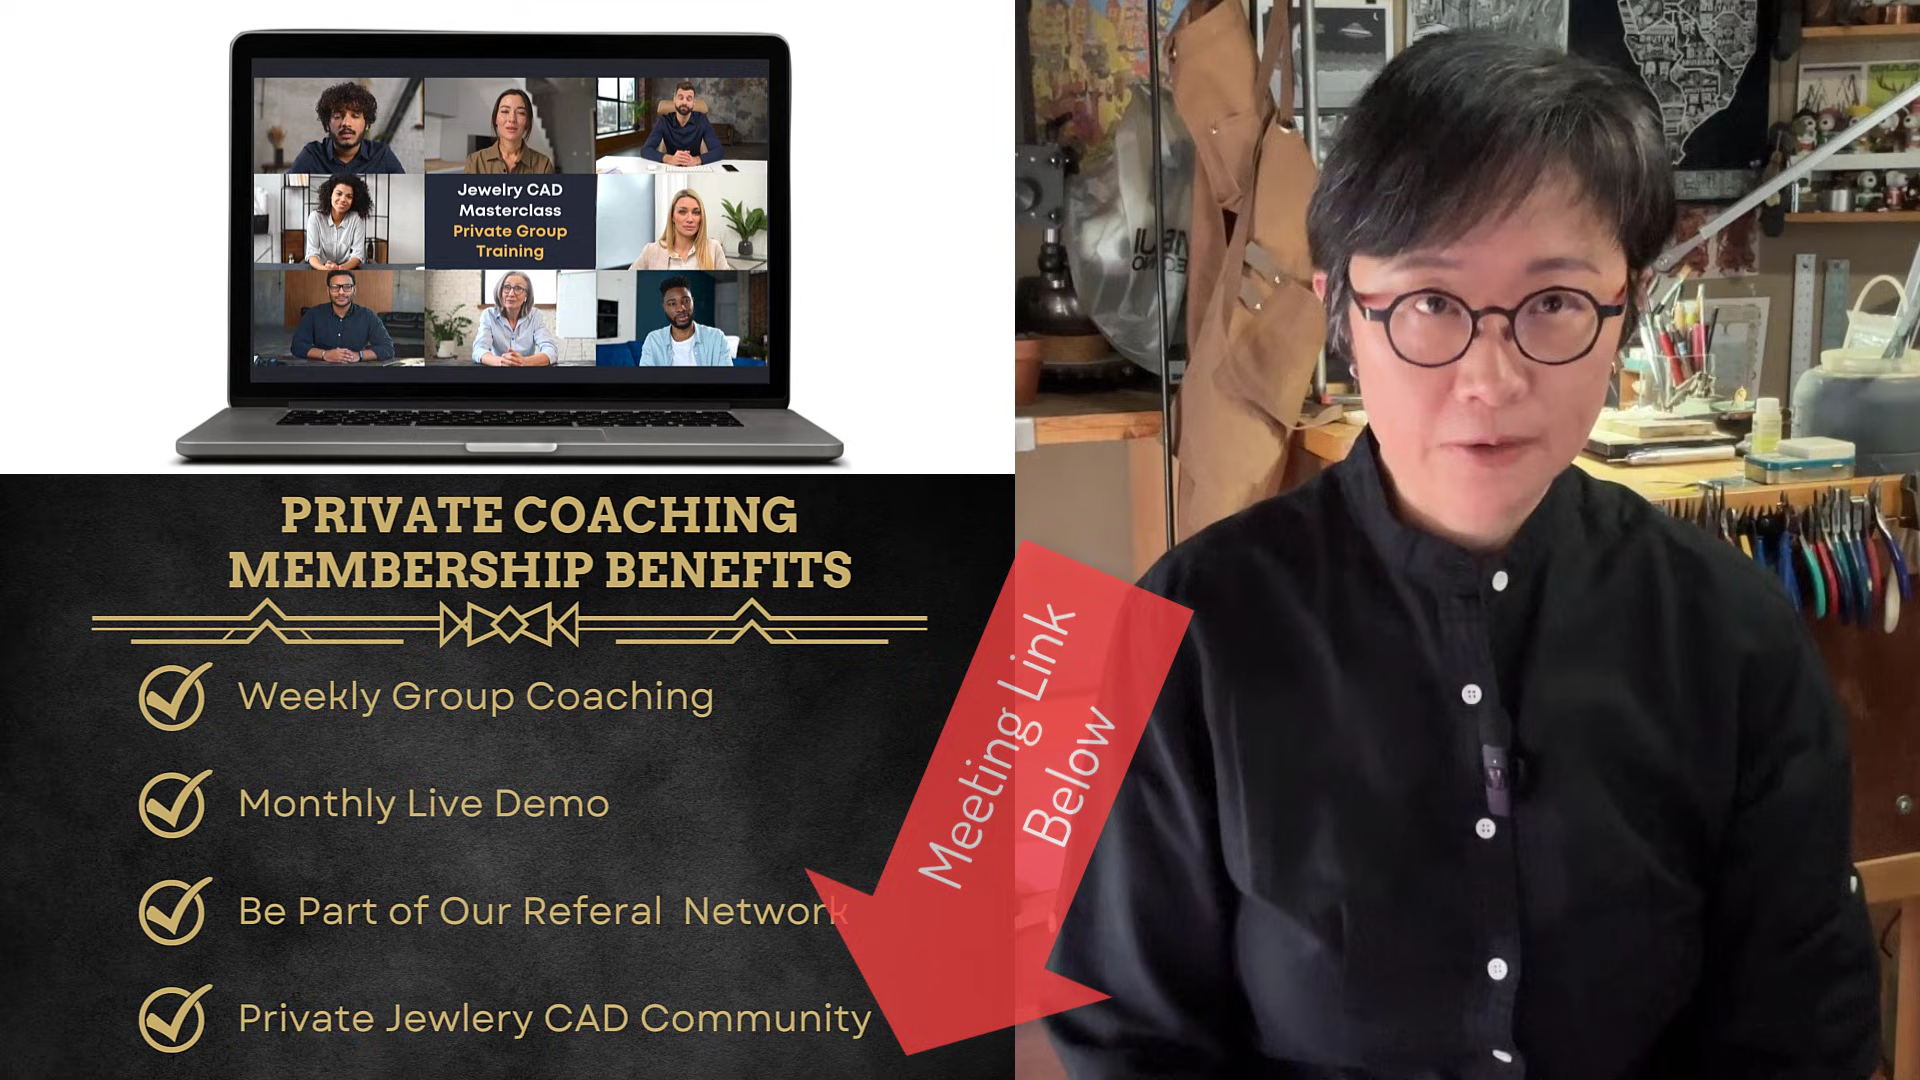 Jewelry CAD
Masterclass
Private Group
Training
PRIVATE COACHING
MEMBERSHIP BENEFITS
Weekly Group Coaching
Monthly Live Demo
Be Part of Our Referal Network
Private Jewlery CAD Community
Meeting Link
Below